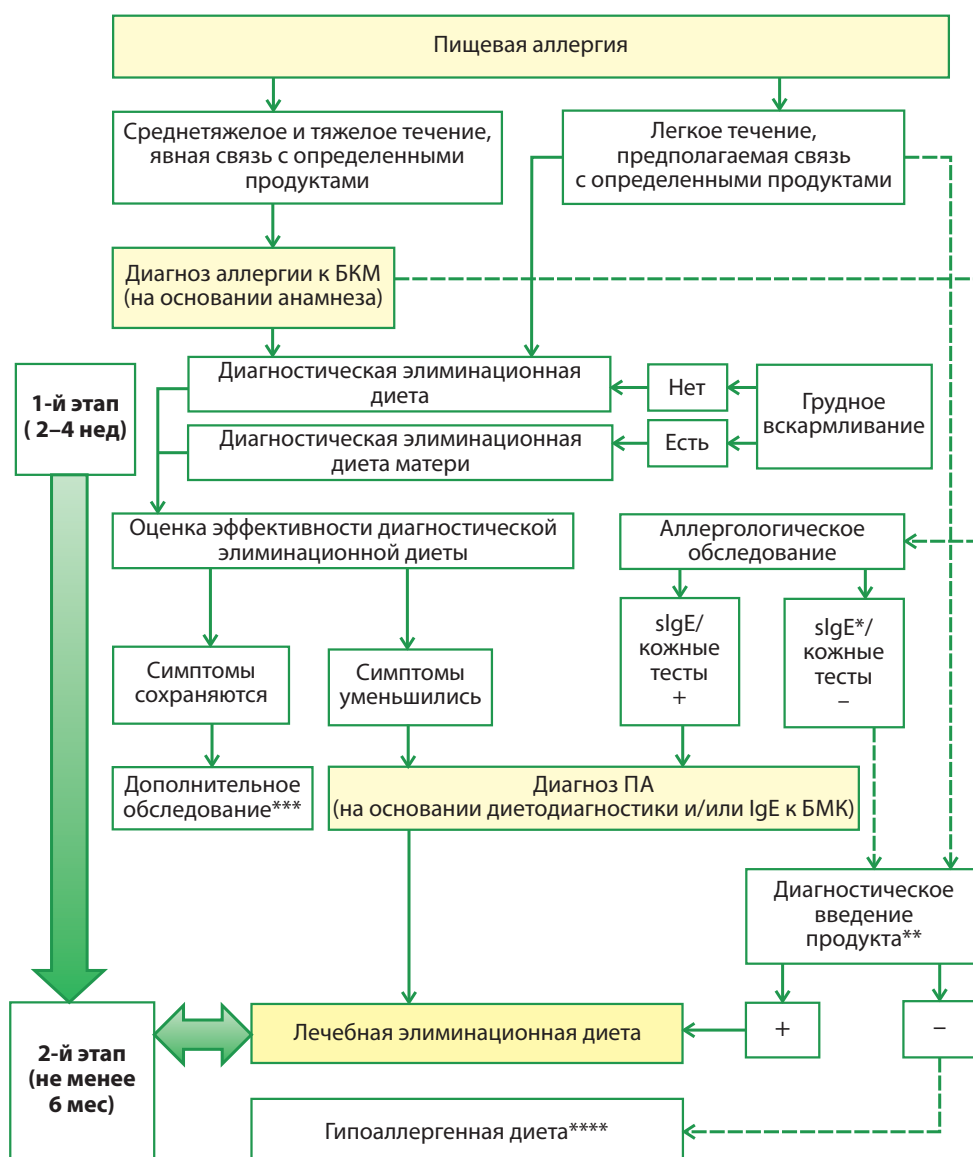 Пищевая аллергия
Среднетяжелое и тяжелое течение,
явная связь с определенными
продуктами
Легкое течение,
предполагаемая связь
с определенными продуктами
Диагноз аллергии к БКМ
(на основании анамнеза)
1-й этап
( 2–4 нед)
Диагностическая элиминационная
диета
Нет
Грудное
вскармливание
Диагностическая элиминационная
диета матери
Есть
Оценка эффективности диагностической
элиминационной диеты
Аллергологическое
обследование
sIgE/
кожные
тесты
+
sIgE*/
кожные
тесты
–
Симптомы
сохраняются
Симптомы
уменьшились
Дополнительное
обследование***
Диагноз ПА
(на основании диетодиагностики и/или IgE к БМК)
Диагностическое
введение
продукта**
2-й этап
(не менее
6 мес)
Лечебная элиминационная диета
+
–
Гипоаллергенная диета****